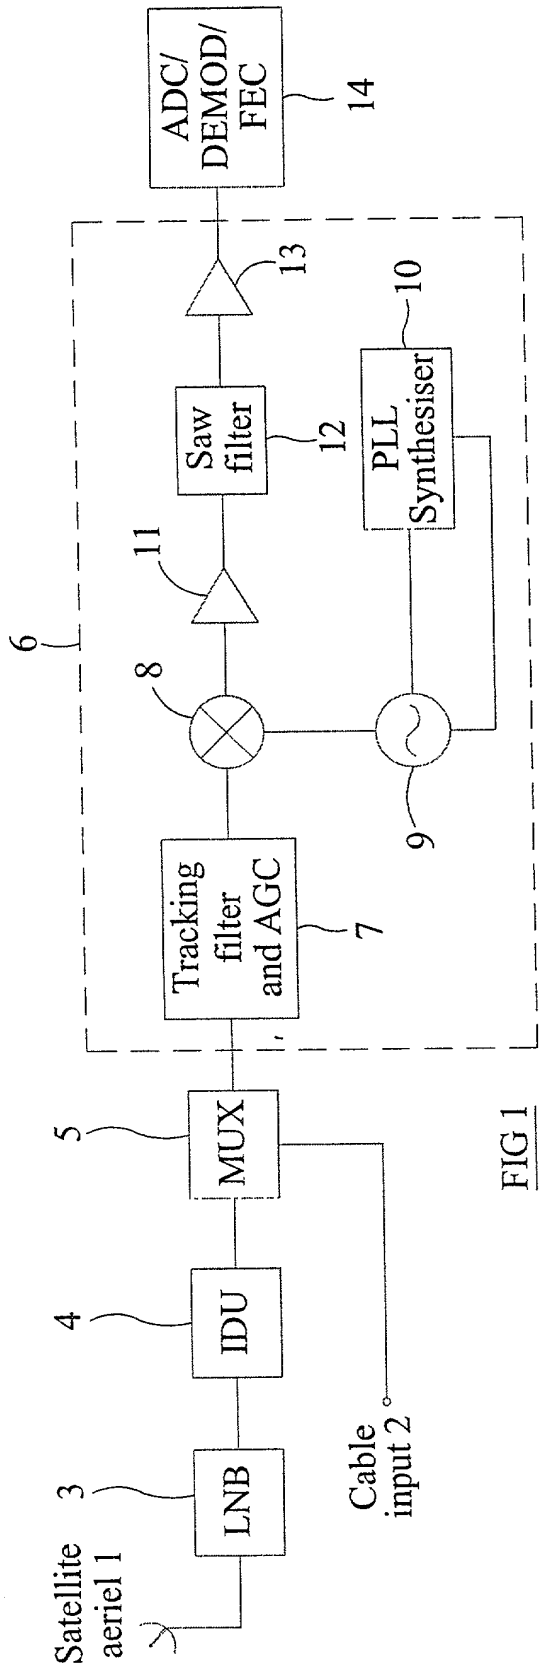 Satellite
aeriel 1
3
LNB
4
IDU
5
MUX
Cable
input 2
6
Tracking
filter
and AGC
7
8
9
11
Saw
filter
12
PLL
Synthesiser
10
13
ADC/
DEMOD/
FEC
14
FIG 1